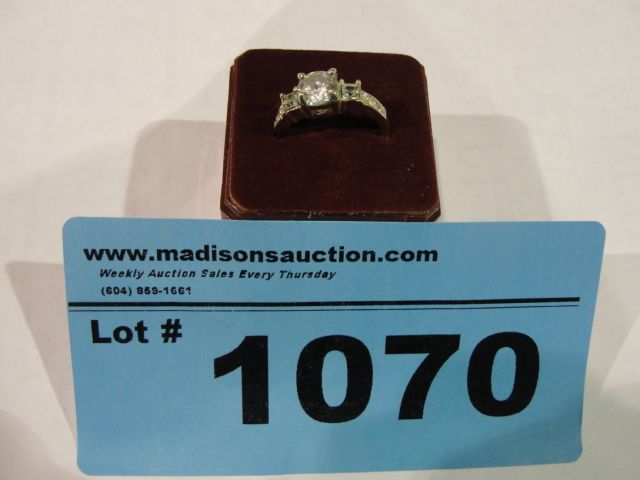 www.madisonsauction.com
Weekly Auction Sales Every Thursday
(604) 859-1661
Lot # 1070